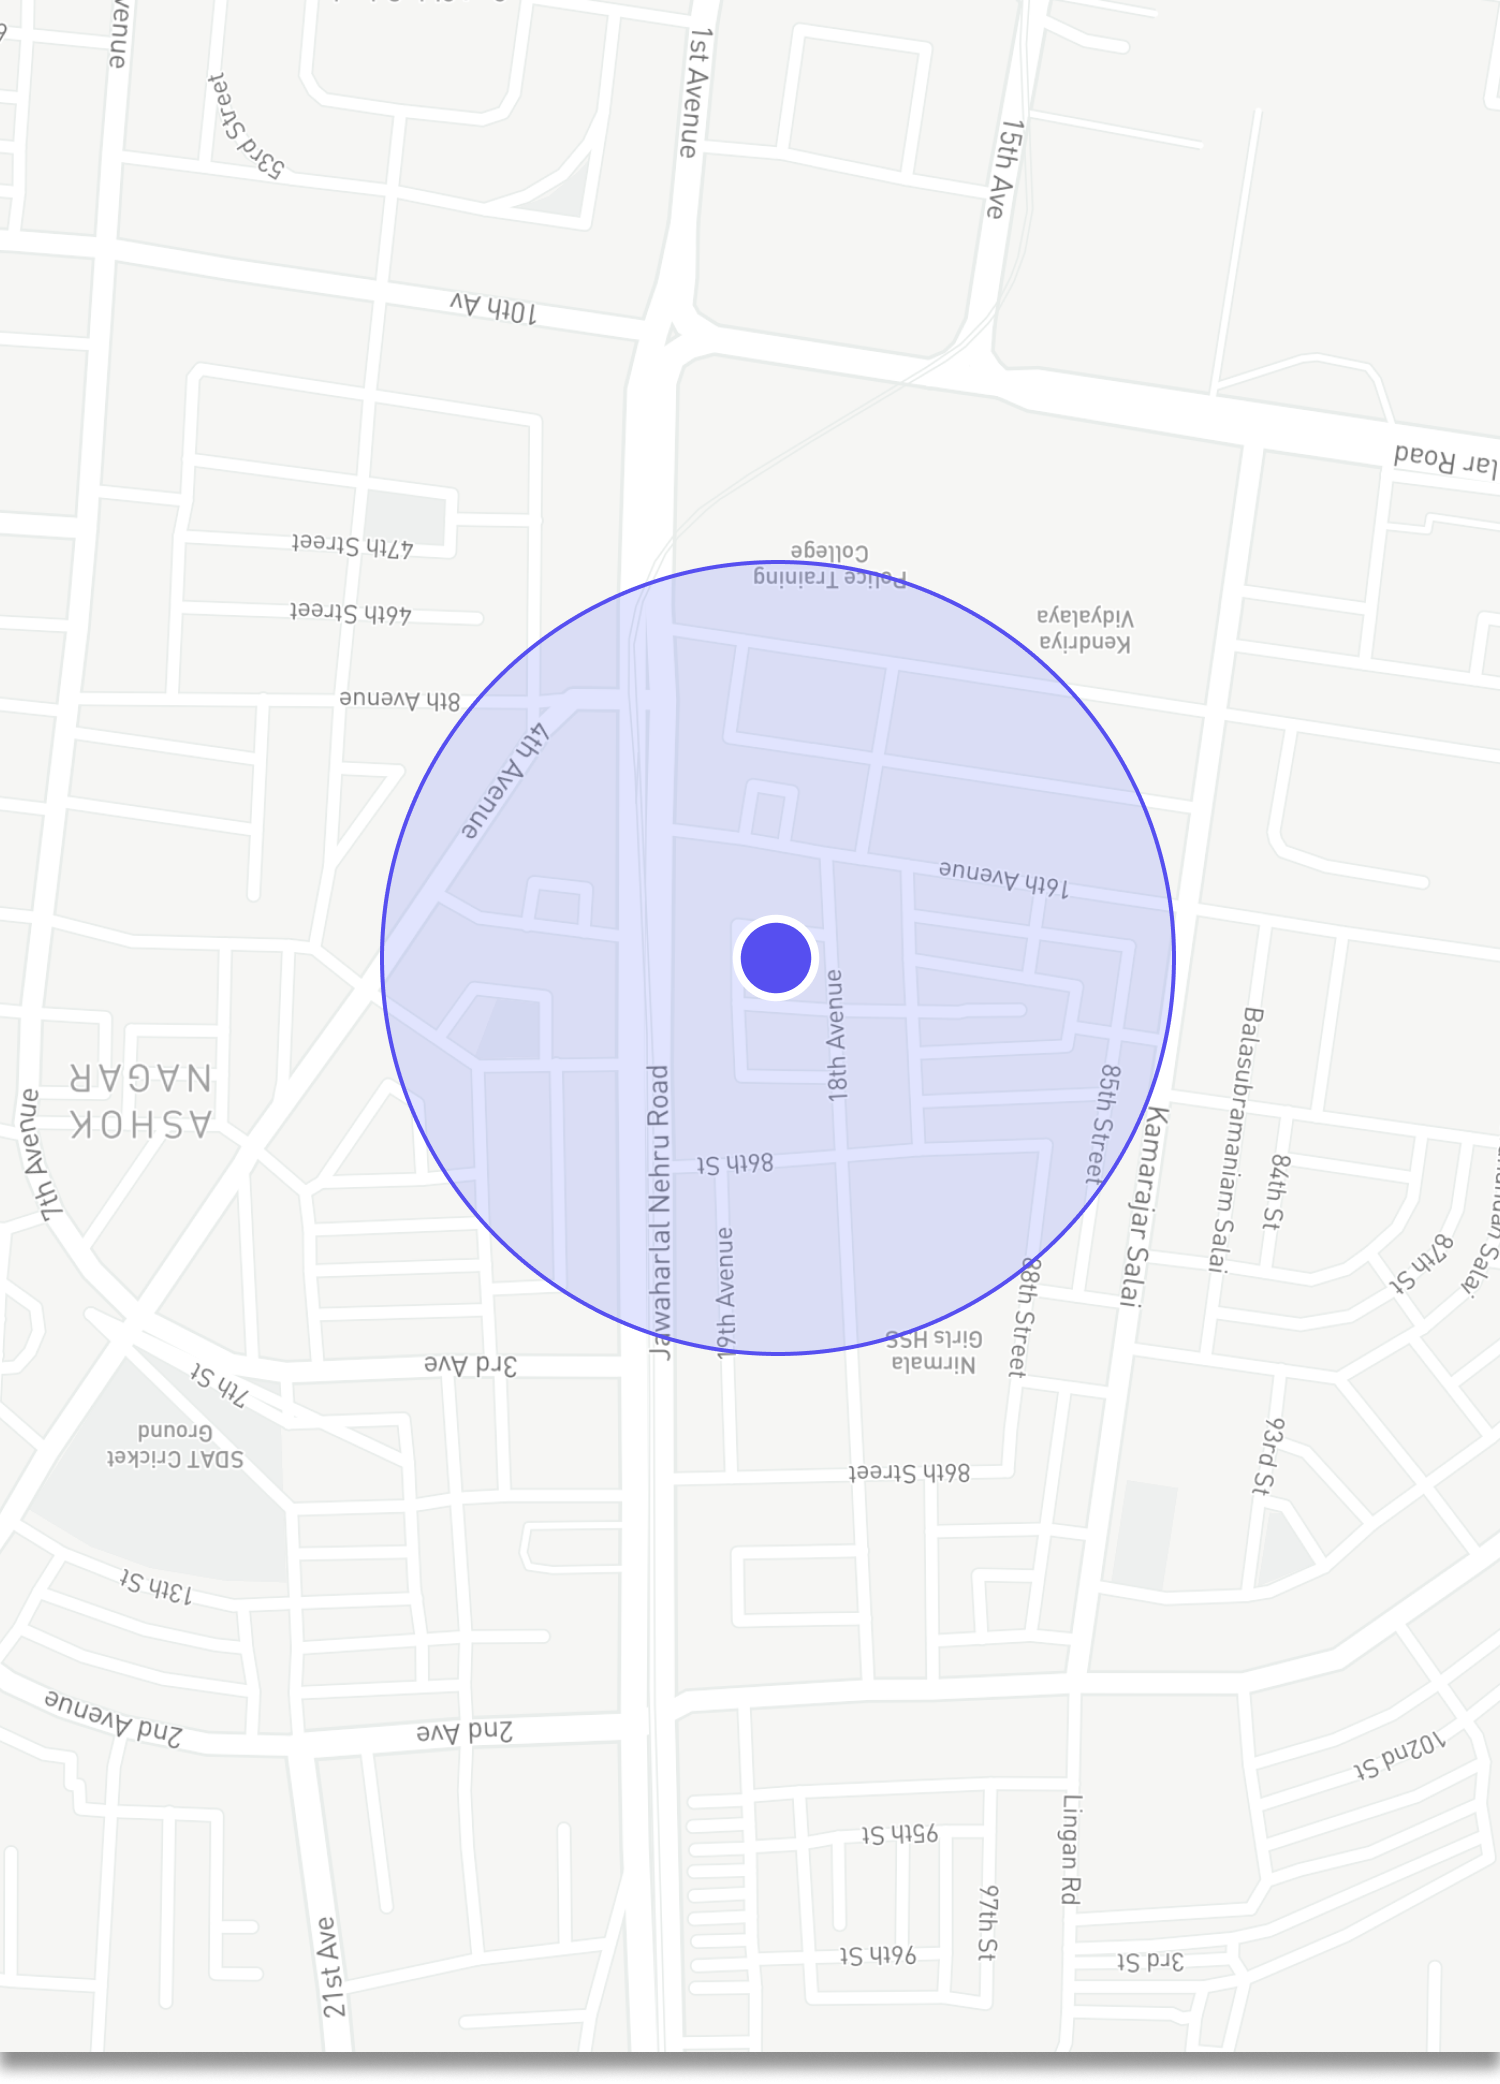 venue
1st Avenue
53rd Street
15th Ave
10th Av
lar Road
47th Street
Police Training
College
46th Street
Kendriya
Vidyalaya
8th Avenue
4th Avenue
16th Avenue
18th Avenue
ASHOK
NAGAR
7th Avenue
Jawaharlal Nehru Road
86th St
85th Street
Kamarajar Salai
Balasubramaniam Salai
84th St
87th St
Salai
19th Avenue
88th Street
Nirmala
Girls HSS
3rd Ave
7th St
SDAT Cricket
Ground
86th Street
93rd St
13th St
2nd Avenue
2nd Ave
102nd St
Lingan Rd
95th St
97th St
96th St
3rd St
21st Ave